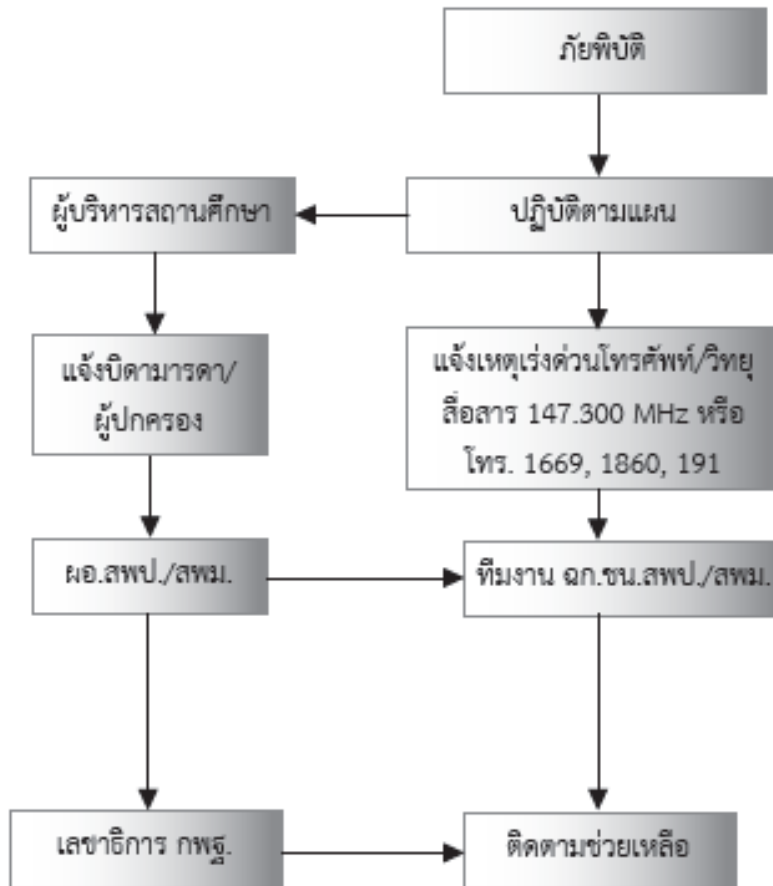 ภัยพิบัติ
ผู้บริหารสถานศึกษา
ปฏิบัติตามแผน
แจ้งบิดามารดา/
ผู้ปกครอง
แจ้งเหตุเร่งด่วนโทรศัพท์/วิทยุ
สื่อสาร 147.300 MHz หรือ
โทร. 1669, 1860, 191
ผอ.สพป./สพม.
ทีมงาน ฉก.ชน.สพป./สพม.
เลขาธิการ กพฐ.
ติดตามช่วยเหลือ